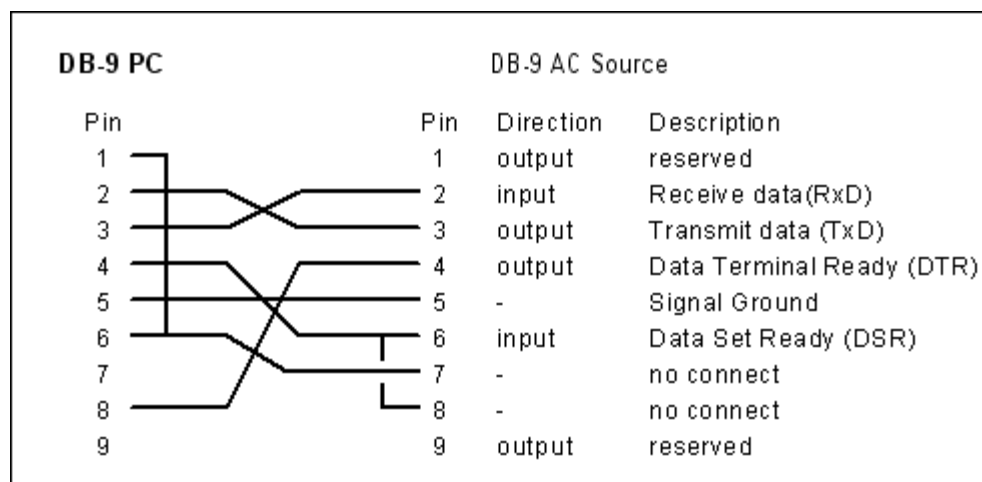 DB-9 PC DB-9 AC Source
Pin Pin Direction Description
1 1 output reserved
2 2 input Receive data(RxD)
3 3 output Transmit data (TxD)
4 4 output Data Terminal Ready (DTR)
5 5 - Signal Ground
6 6 input Data Set Ready (DSR)
7 7 - no connect
8 8 - no connect
9 9 output reserved